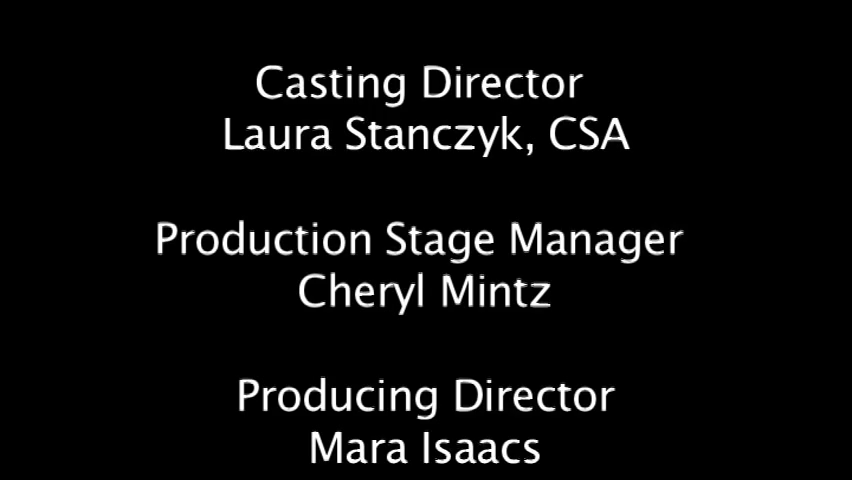 Casting Director
Laura Stanczyk, CSA
Production Stage Manager
Cheryl Mintz
Producing Director
Mara Isaacs